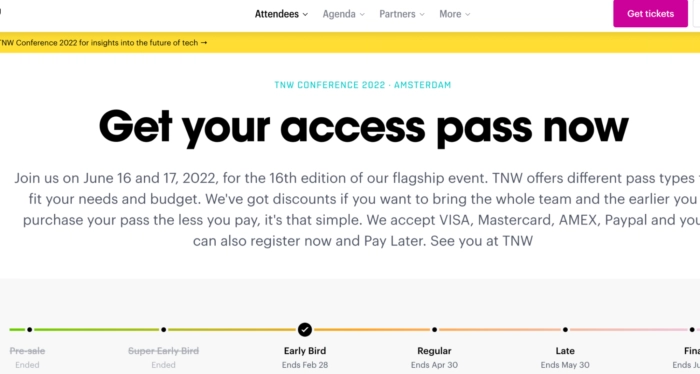 Attendees Agenda Partners More Get tickets
TNW Conference 2022 for insights into the future of tech →
TNW CONFERENCE 2022 · AMSTERDAM
Get your access pass now
Join us on June 16 and 17, 2022, for the 16th edition of our flagship event. TNW offers different pass types
fit your needs and budget. We've got discounts if you want to bring the whole team and the earlier you
purchase your pass the less you pay, it's that simple. We accept VISA, Mastercard, AMEX, Paypal and you
can also register now and Pay Later. See you at TNW
Pre-sale Super Early Bird Early Bird Regular Late
Ended Ended Ends Feb 28 Ends Apr 30 Ends May 30 Ends